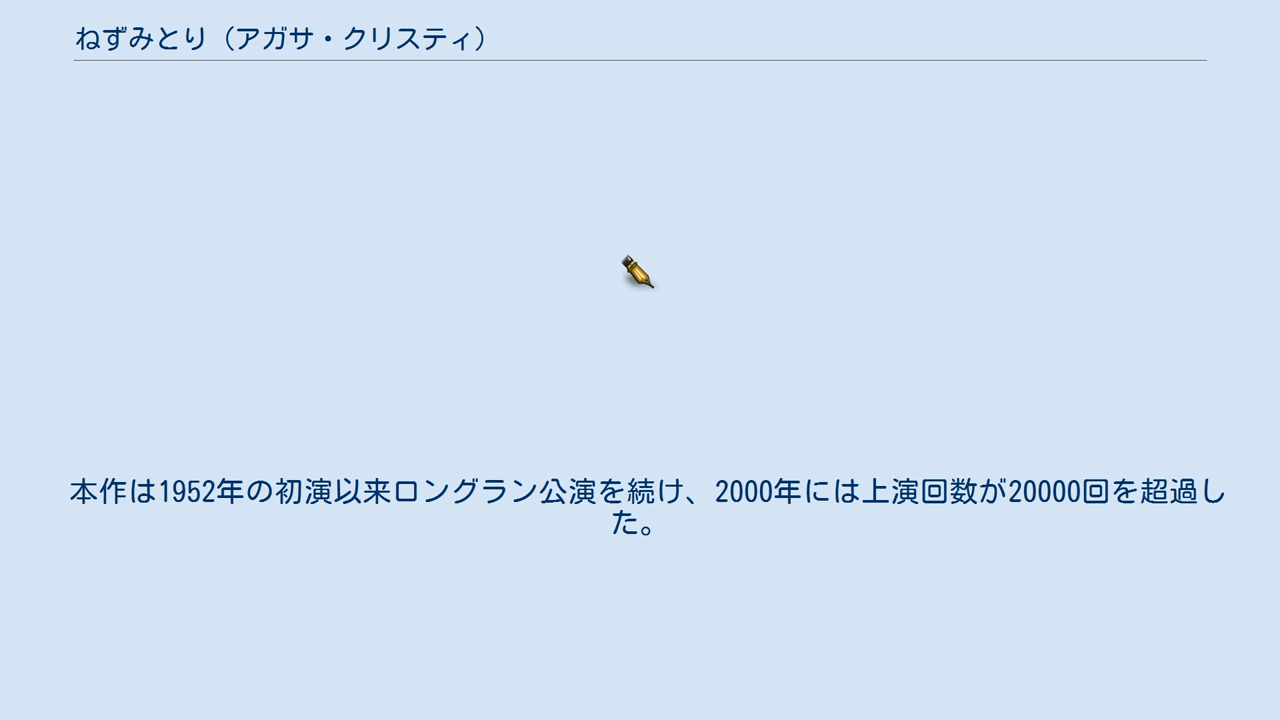 ねずみとり（アガサ・クリスティ）
本作は1952年の初演以来ロングラン公演を続け、2000年には上演回数が20000回を超過し
た。